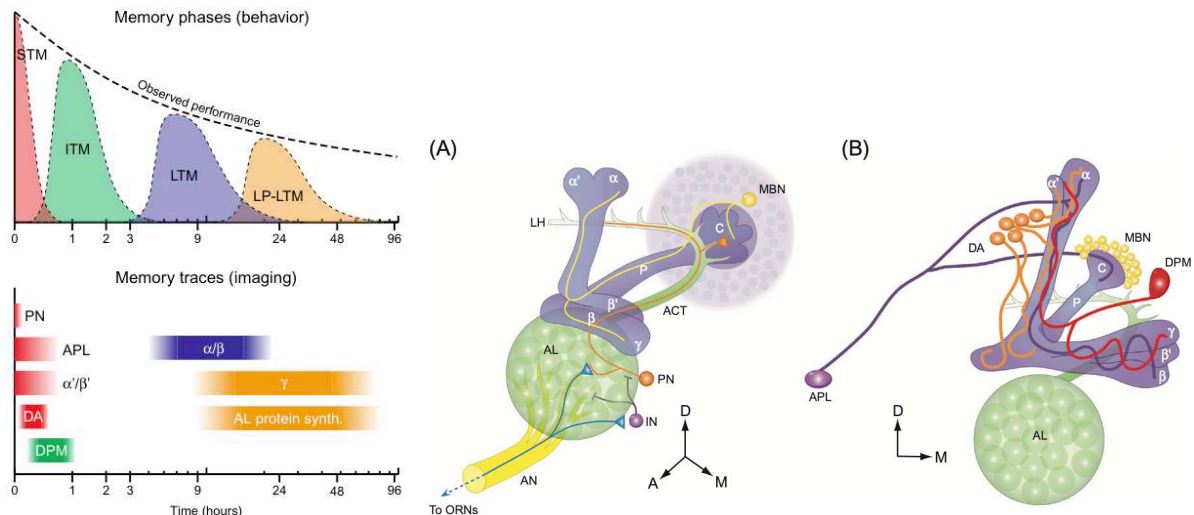 Memory phases (behavior)
STM
Observed performance
ITM
LTM
LP-LTM
0 1 2 3 9 24 48 96
Memory traces (imaging)
PN
APL
α/β
α'/β'
γ
DA
AL protein synth.
DPM
0 1 2 3 9 24 48 96
Time (hours)
(A)
α'
α
MBN
LH
C
P
β'
β
ACT
γ
AL
PN
IN
AN
To ORNs
D
A
M
(B)
α'
α
DA
MBN
DPM
C
P
γ
β'
β
APL
D
M
AL